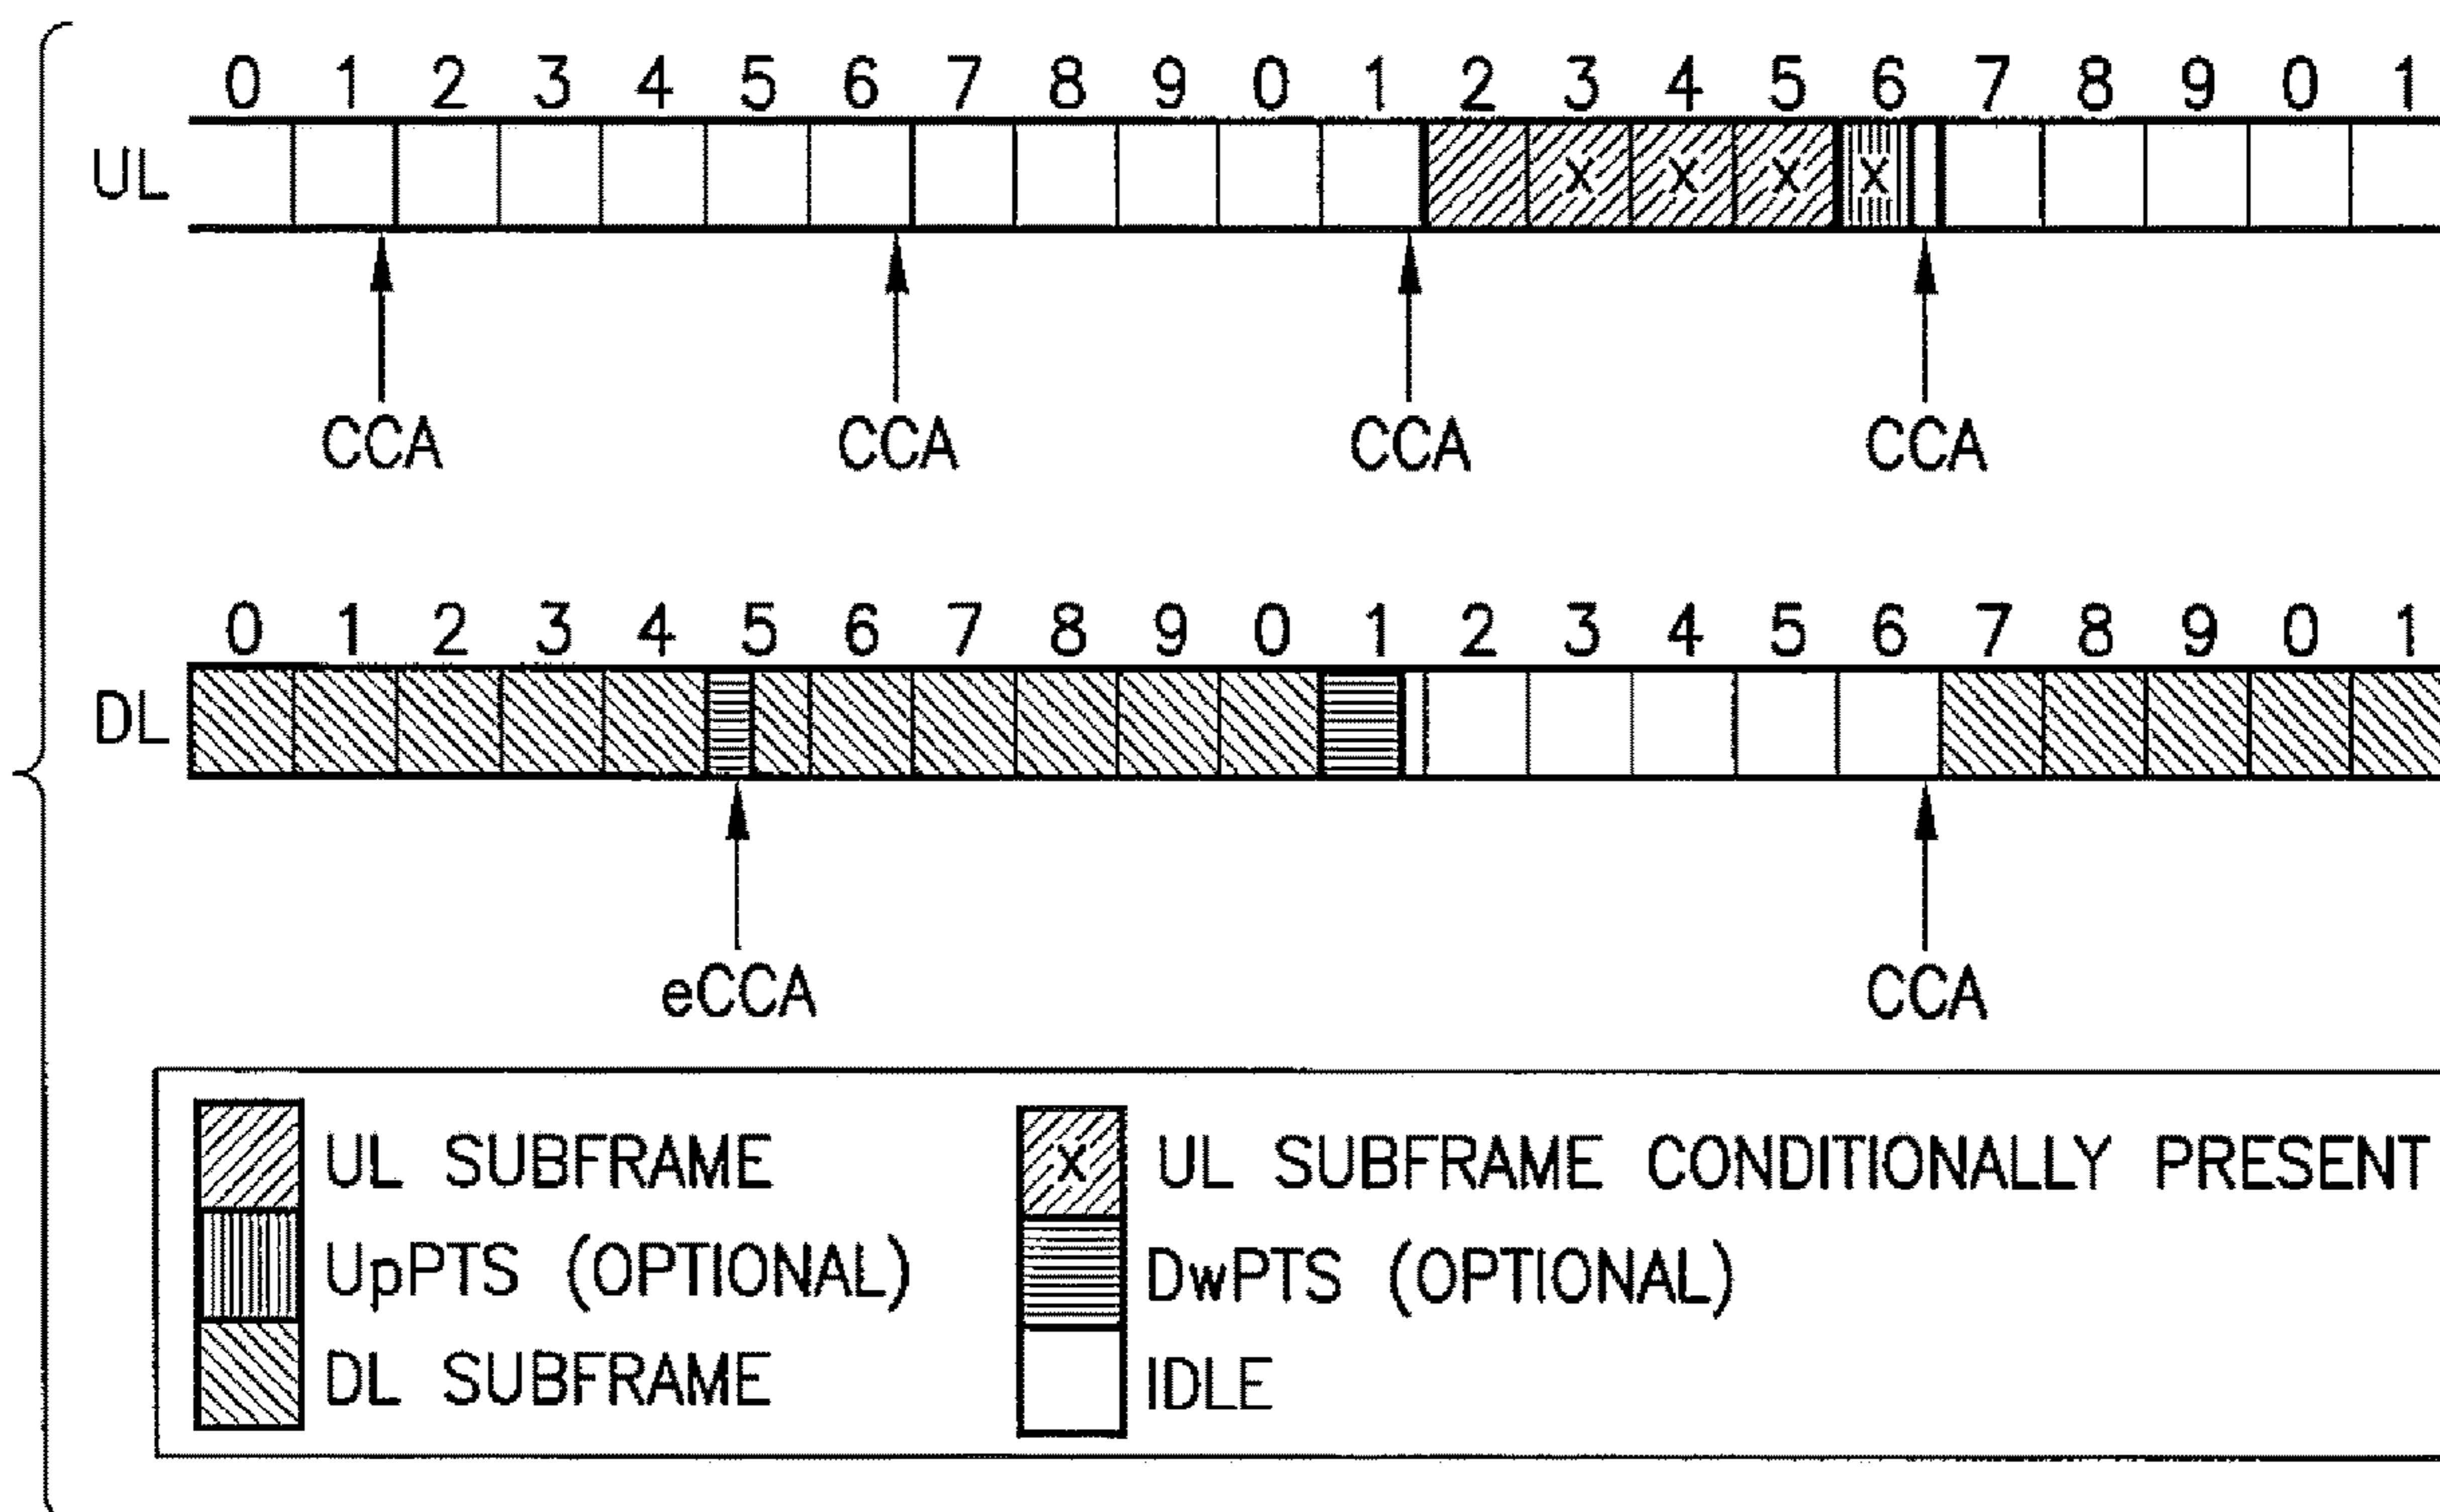 0 1 2 3 4 5 6 7 8 9 0 1 2 3 4 5 6 7 8 9 0 1
UL X X X X
CCA CCA CCA CCA
0 1 2 3 4 5 6 7 8 9 0 1 2 3 4 5 6 7 8 9 0 1
DL
eCCA CCA
UL SUBFRAME
X UL SUBFRAME CONDITIONALLY PRESENT
UpPTS (OPTIONAL)
DwPTS (OPTIONAL)
DL SUBFRAME
IDLE